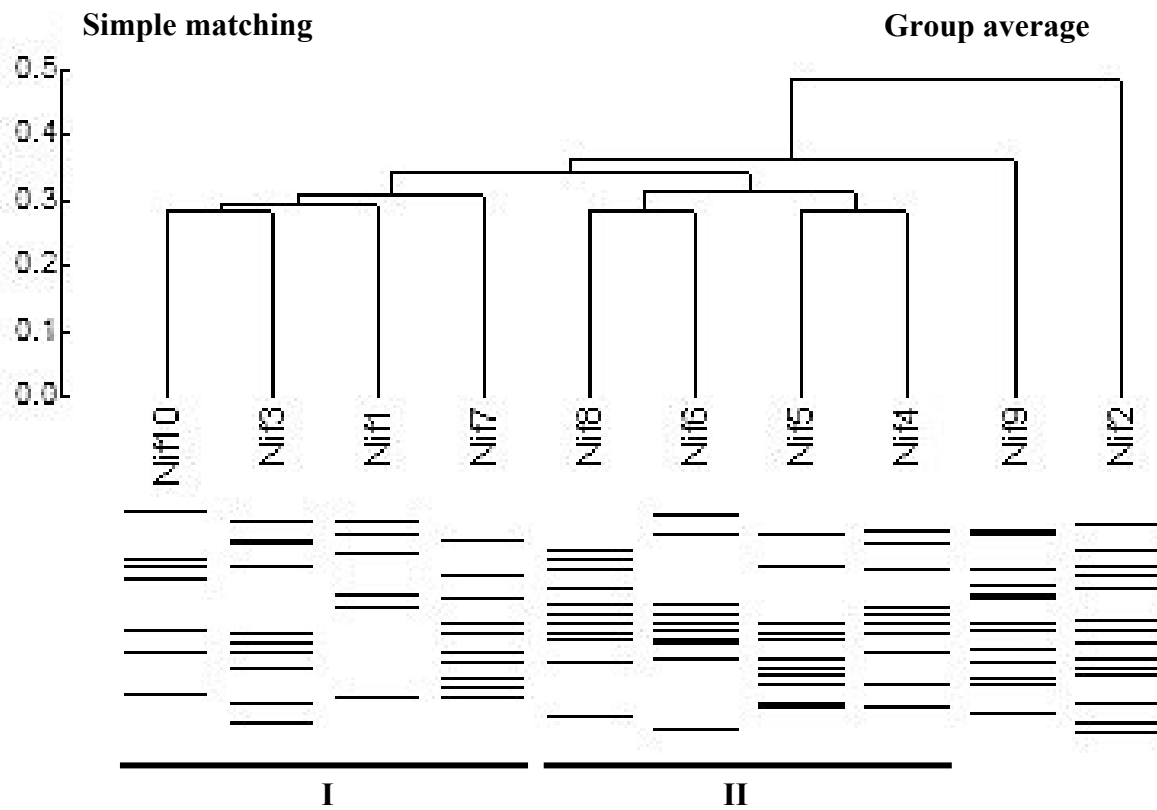 Simple matching
Group average
0.5
0.4
0.3
0.2
0.1
0.0
Nif10
Nif3
Nif1
Nif7
Nif8
Nif6
Nif5
Nif4
Nif9
Nif2
I
II